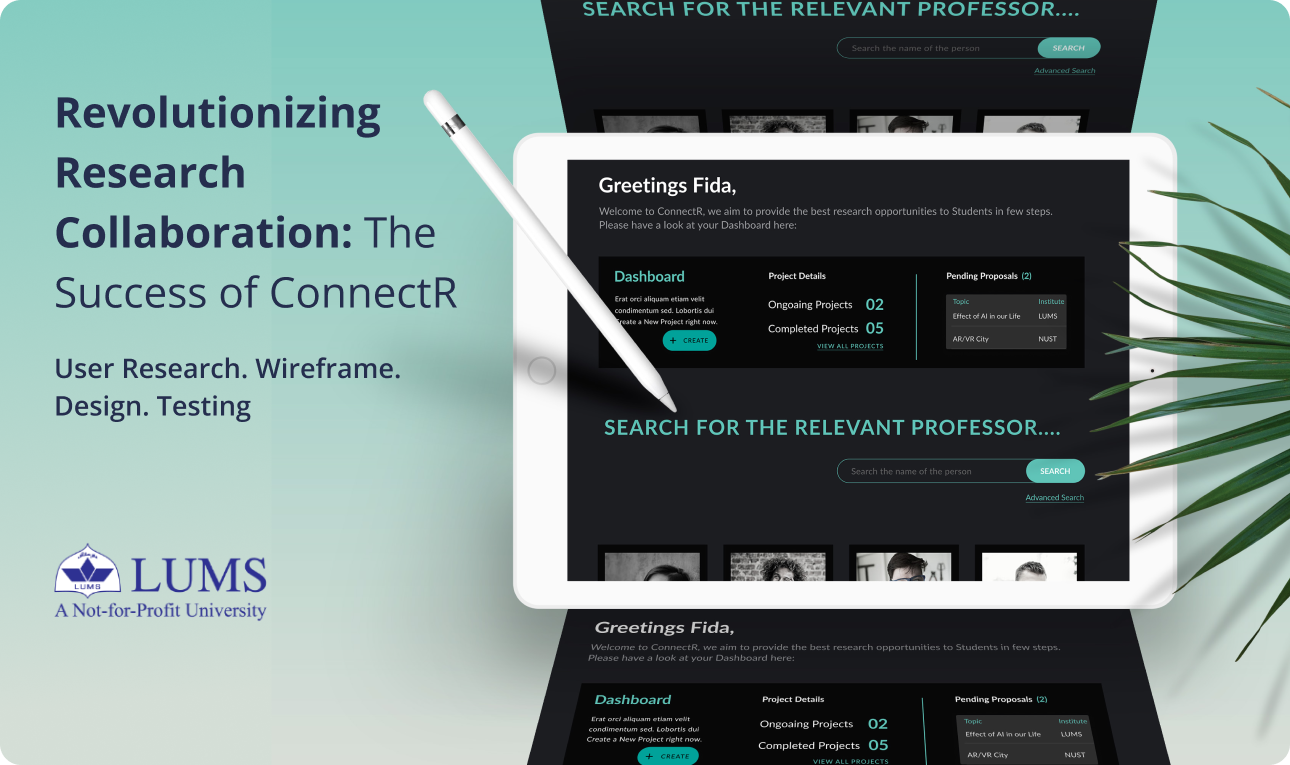 SEARCH FOR THE RELEVANT PROFESSOR....
Search the name of the person
SEARCH
Advanced Search
Revolutionizing
Research
Collaboration: The
Success of ConnectR
User Research. Wireframe.
Design. Testing
LUMS
LUMS
A Not-for-Profit University
Greetings Fida,
Welcome to ConnectR, we aim to provide the best research opportunities to Students in few steps.
Please have a look at your Dashboard here:
Dashboard
Erat orci aliquam etiam velit
condimentum sed. Lobortis dui
Create a New Project right now.
+ CREATE
Project Details
Ongoaing Projects 02
Completed Projects 05
VIEW ALL PROJECTS
Pending Proposals (2)
Topic Institute
Effect of AI in our Life LUMS
AR/VR City NUST
SEARCH FOR THE RELEVANT PROFESSOR....
Search the name of the person
SEARCH
Advanced Search
Greetings Fida,
Welcome to ConnectR, we aim to provide the best research opportunities to Students in few steps.
Please have a look at your Dashboard here:
Dashboard
Erat orci aliquam etiam velit
condimentum sed. Lobortis dui
Create a New Project right now.
+ CREATE
Project Details
Ongoaing Projects 02
Completed Projects 05
VIEW ALL PROJECTS
Pending Proposals (2)
Topic Institute
Effect of AI in our Life LUMS
AR/VR City NUST